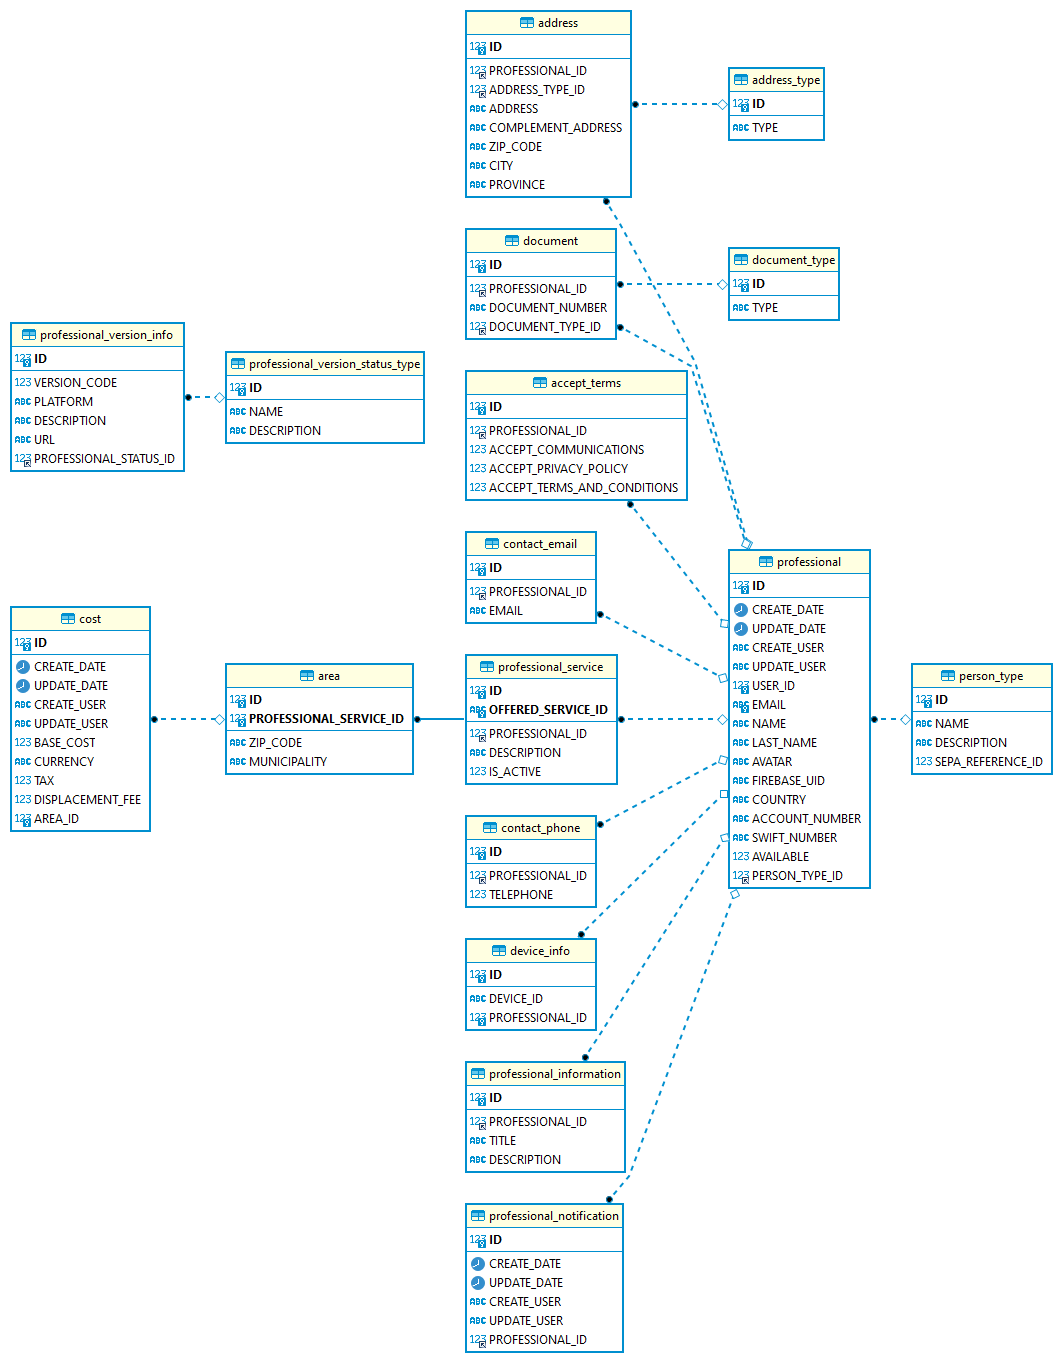 address
123 ID
123 PROFESSIONAL_ID
123 ADDRESS_TYPE_ID
ABC ADDRESS
ABC COMPLEMENT_ADDRESS
ABC ZIP_CODE
ABC CITY
ABC PROVINCE
address_type
123 ID
ABC TYPE
document
123 ID
123 PROFESSIONAL_ID
ABC DOCUMENT_NUMBER
123 DOCUMENT_TYPE_ID
document_type
123 ID
ABC TYPE
professional_version_info
123 ID
123 VERSION_CODE
ABC PLATFORM
ABC DESCRIPTION
ABC URL
123 PROFESSIONAL_STATUS_ID
professional_version_status_type
123 ID
ABC NAME
ABC DESCRIPTION
accept_terms
123 ID
123 PROFESSIONAL_ID
123 ACCEPT_COMMUNICATIONS
123 ACCEPT_PRIVACY_POLICY
123 ACCEPT_TERMS_AND_CONDITIONS
contact_email
123 ID
123 PROFESSIONAL_ID
ABC EMAIL
professional
123 ID
CREATE_DATE
UPDATE_DATE
ABC CREATE_USER
ABC UPDATE_USER
123 USER_ID
ABC EMAIL
ABC NAME
ABC LAST_NAME
ABC AVATAR
ABC FIREBASE_UID
ABC COUNTRY
ABC ACCOUNT_NUMBER
ABC SWIFT_NUMBER
123 AVAILABLE
123 PERSON_TYPE_ID
cost
123 ID
CREATE_DATE
UPDATE_DATE
ABC CREATE_USER
ABC UPDATE_USER
123 BASE_COST
ABC CURRENCY
123 TAX
123 DISPLACEMENT_FEE
123 AREA_ID
area
123 ID
123 PROFESSIONAL_SERVICE_ID
ABC ZIP_CODE
ABC MUNICIPALITY
professional_service
123 ID
ABC OFFERED_SERVICE_ID
123 PROFESSIONAL_ID
ABC DESCRIPTION
123 IS_ACTIVE
person_type
123 ID
ABC NAME
ABC DESCRIPTION
123 SEPA_REFERENCE_ID
contact_phone
123 ID
123 PROFESSIONAL_ID
123 TELEPHONE
device_info
123 ID
ABC DEVICE_ID
123 PROFESSIONAL_ID
professional_information
123 ID
123 PROFESSIONAL_ID
ABC TITLE
ABC DESCRIPTION
professional_notification
123 ID
CREATE_DATE
UPDATE_DATE
ABC CREATE_USER
ABC UPDATE_USER
123 PROFESSIONAL_ID